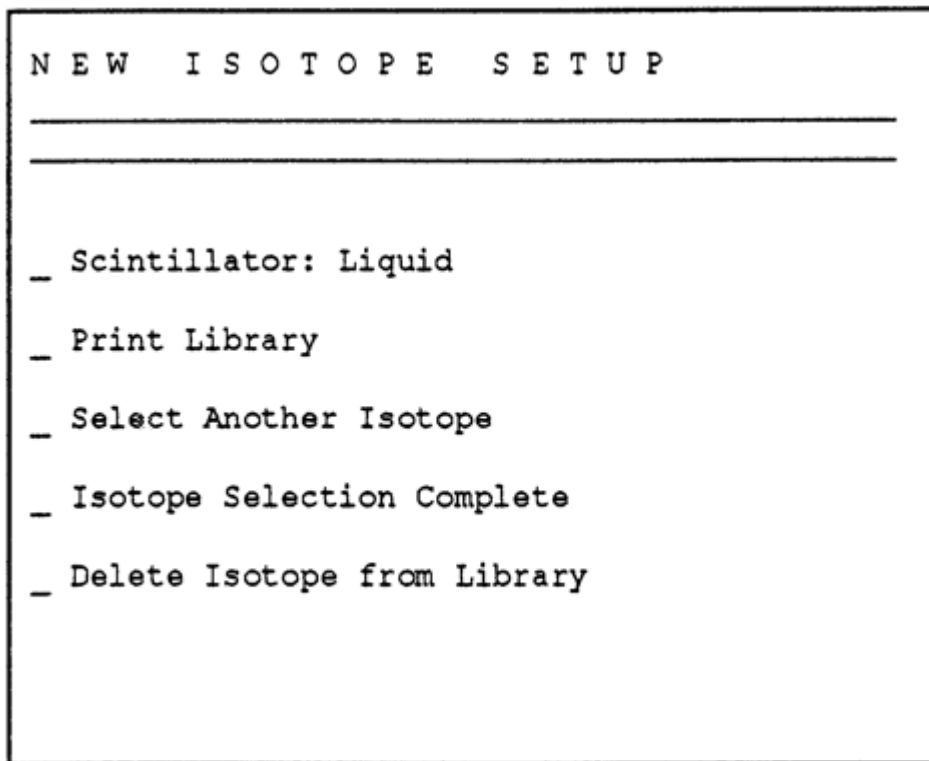 N E W   I S O T O P E   S E T U P
_ Scintillator: Liquid
_ Print Library
_ Select Another Isotope
_ Isotope Selection Complete
_ Delete Isotope from Library